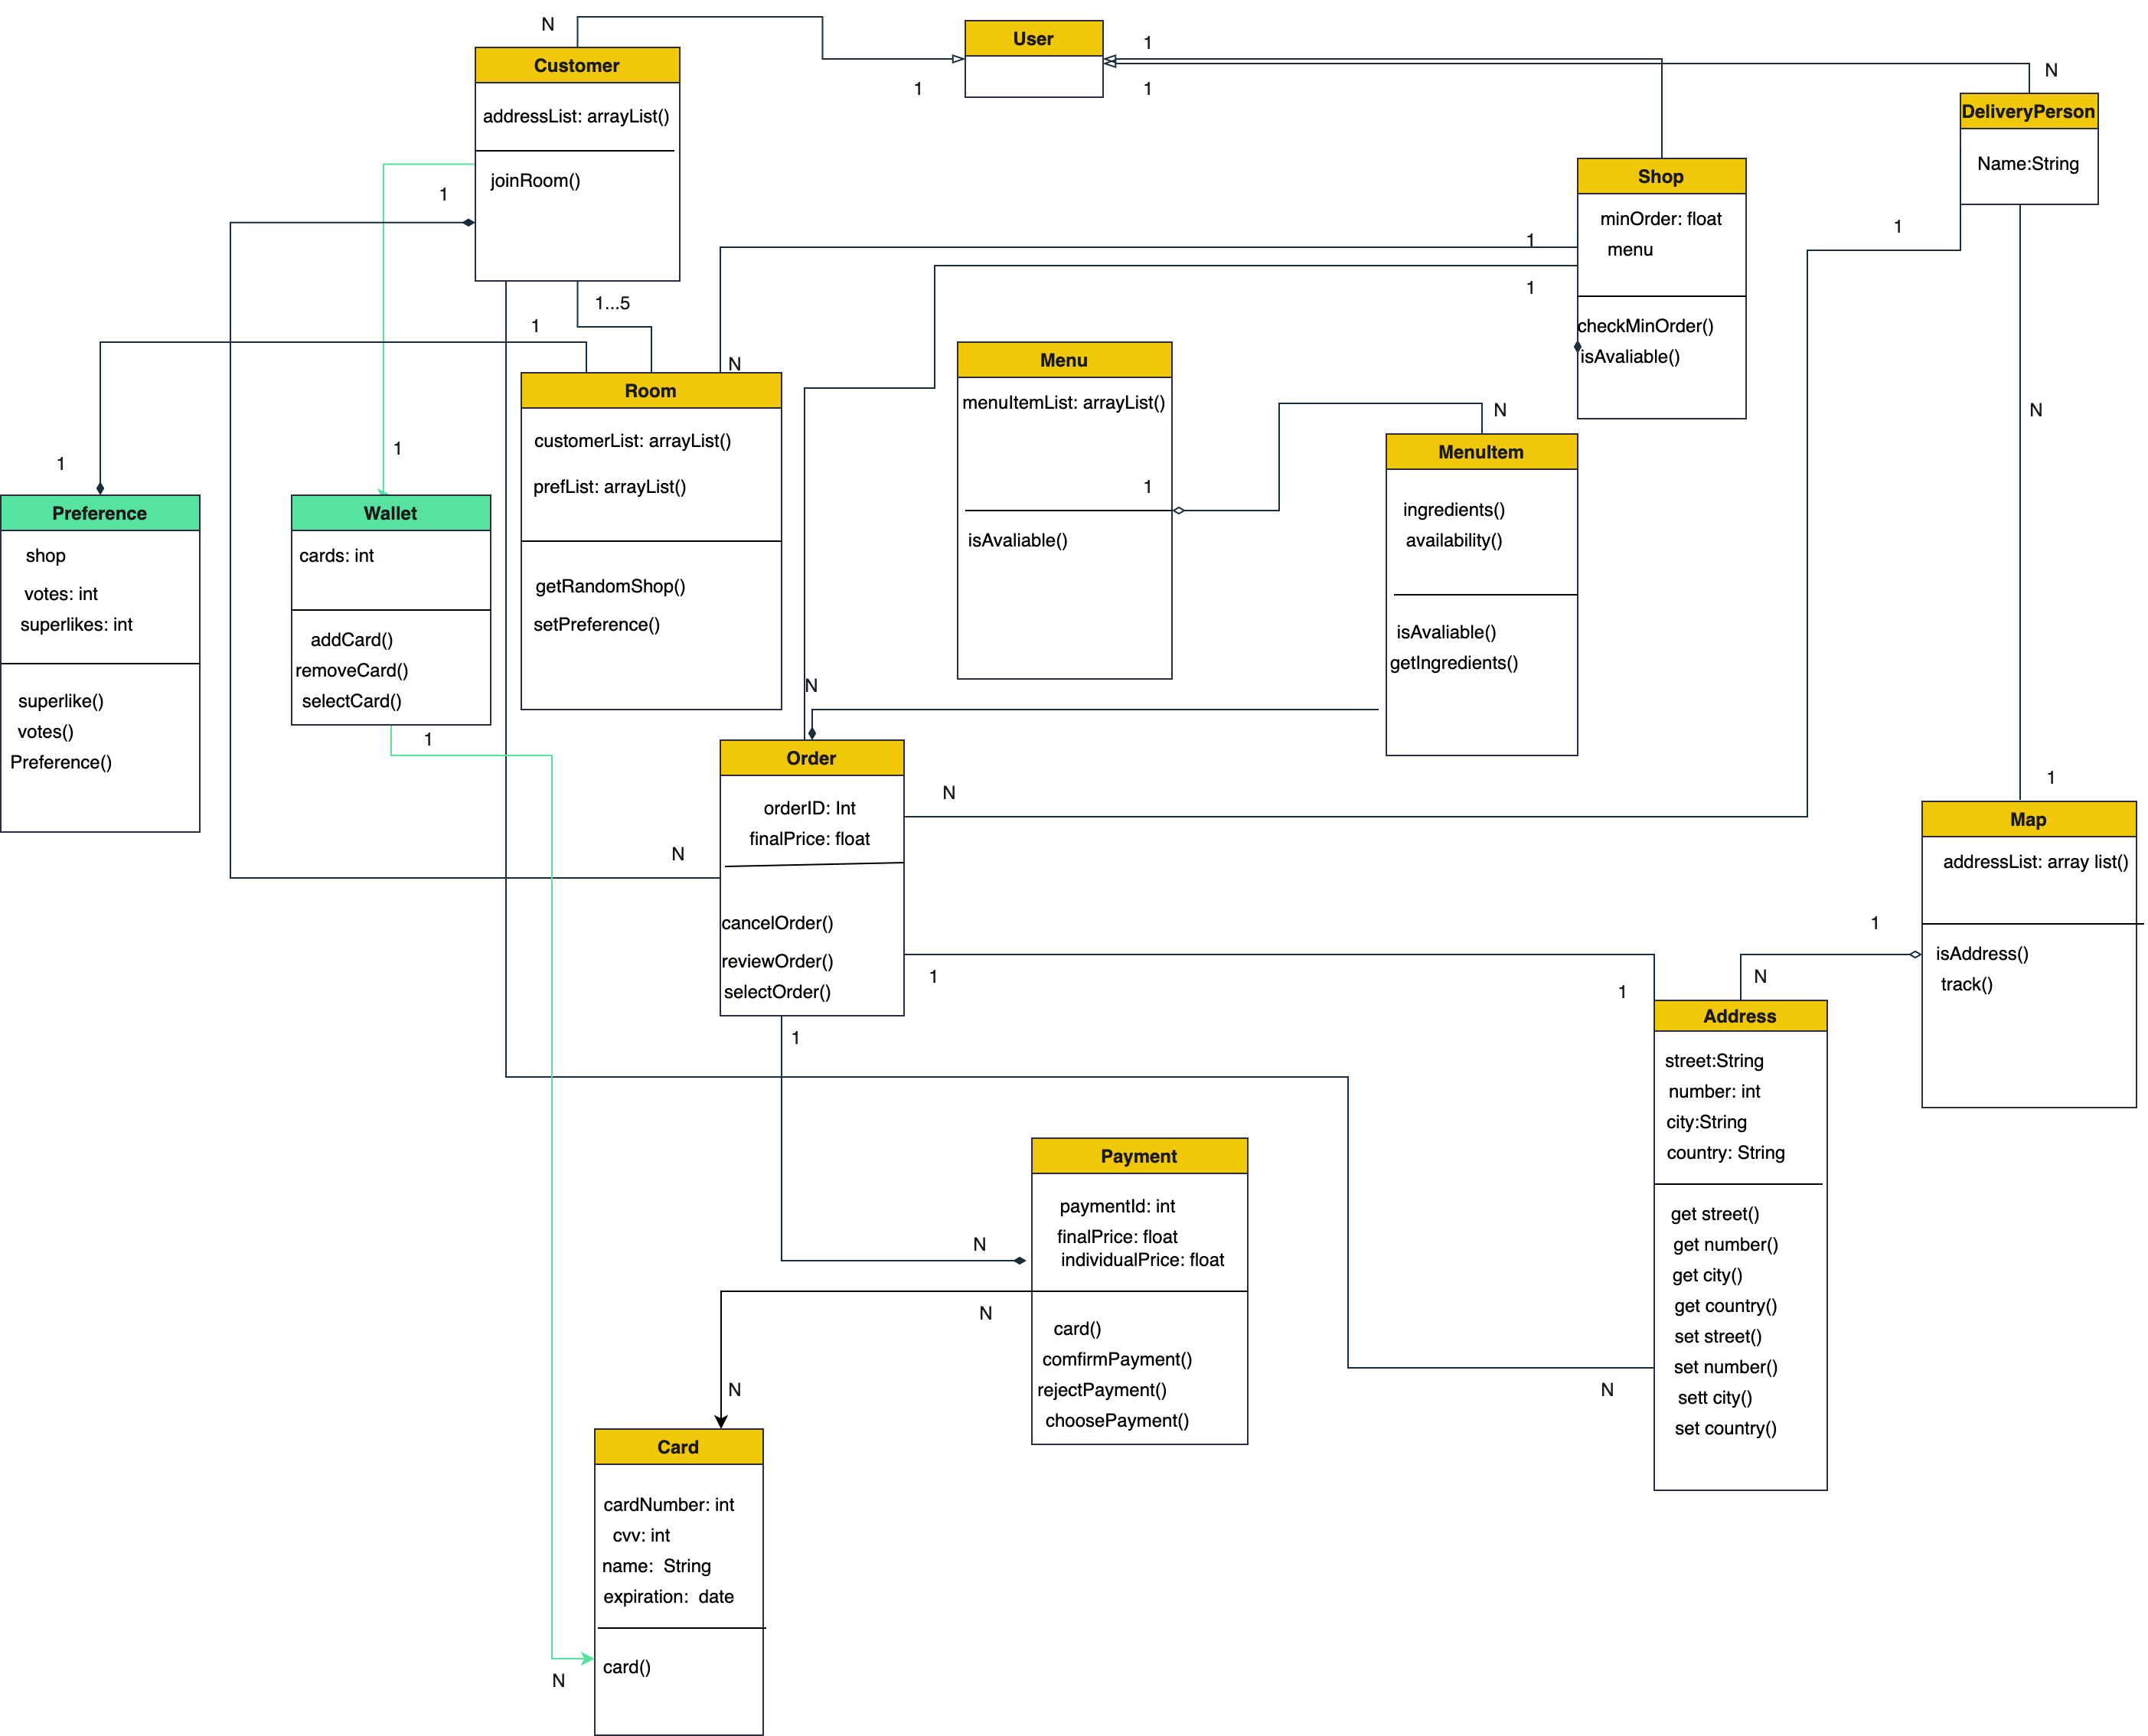 N
User
1
1
1
N
Customer
addressList: arrayList()
joinRoom()
1
1...5
1
DeliveryPerson
Name:String
1
N
1
Shop
minOrder: float
menu
checkMinOrder()
isAvaliable()
1
1
N
Room
customerList: arrayList()
prefList: arrayList()
getRandomShop()
setPreference()
Menu
menuItemList: arrayList()
1
isAvaliable()
N
MenuItem
ingredients()
availability()
isAvaliable()
getIngredients()
1
Preference
shop
votes: int
superlikes: int
superlike()
votes()
Preference()
1
Wallet
cards: int
addCard()
removeCard()
selectCard()
1
N
Order
orderID: Int
finalPrice: float
cancelOrder()
reviewOrder()
selectOrder()
N
N
1
1
1
Map
addressList: array list()
isAddress()
track()
1
N
Address
street:String
number: int
city:String
country: String
get street()
get number()
get city()
get country()
set street()
set number()
sett city()
set country()
N
Payment
paymentId: int
finalPrice: float
individualPrice: float
card()
comfirmPayment()
rejectPayment()
choosePayment()
N
N
N
Card
cardNumber: int
cvv: int
name:  String
expiration:  date
card()
N